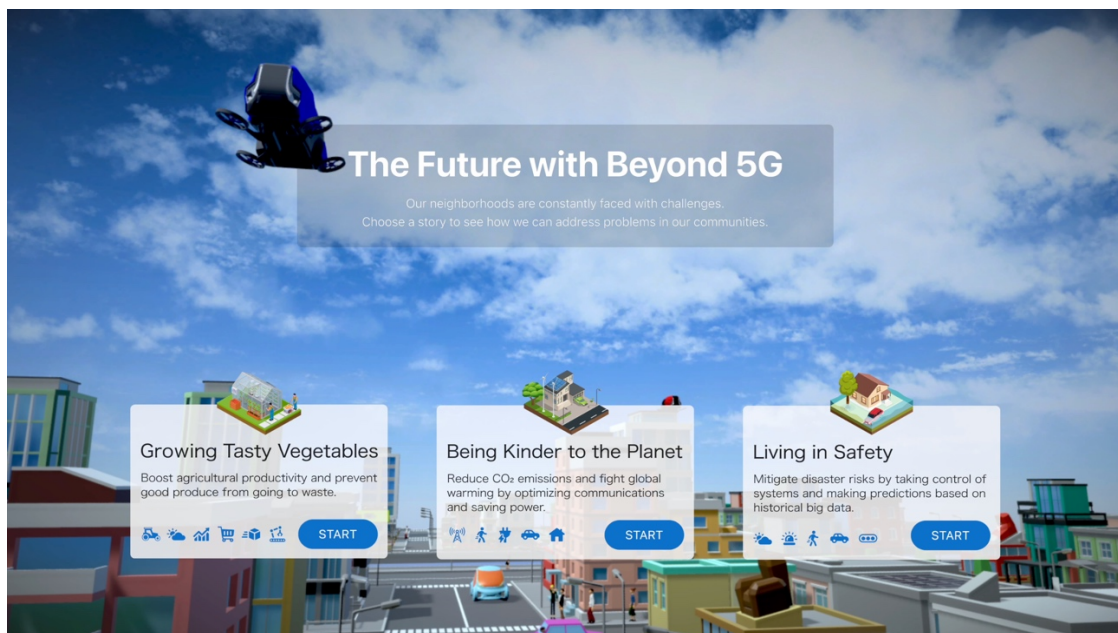 The Future with Beyond 5G
Our neighborhoods are constantly faced with challenges.
Choose a story to see how we can address problems in our communities.
Growing Tasty Vegetables
Boost agricultural productivity and prevent
good produce from going to waste.
START
Being Kinder to the Planet
Reduce CO₂ emissions and fight global
warming by optimizing communications
and saving power.
START
Living in Safety
Mitigate disaster risks by taking control of
systems and making predictions based on
historical big data.
START